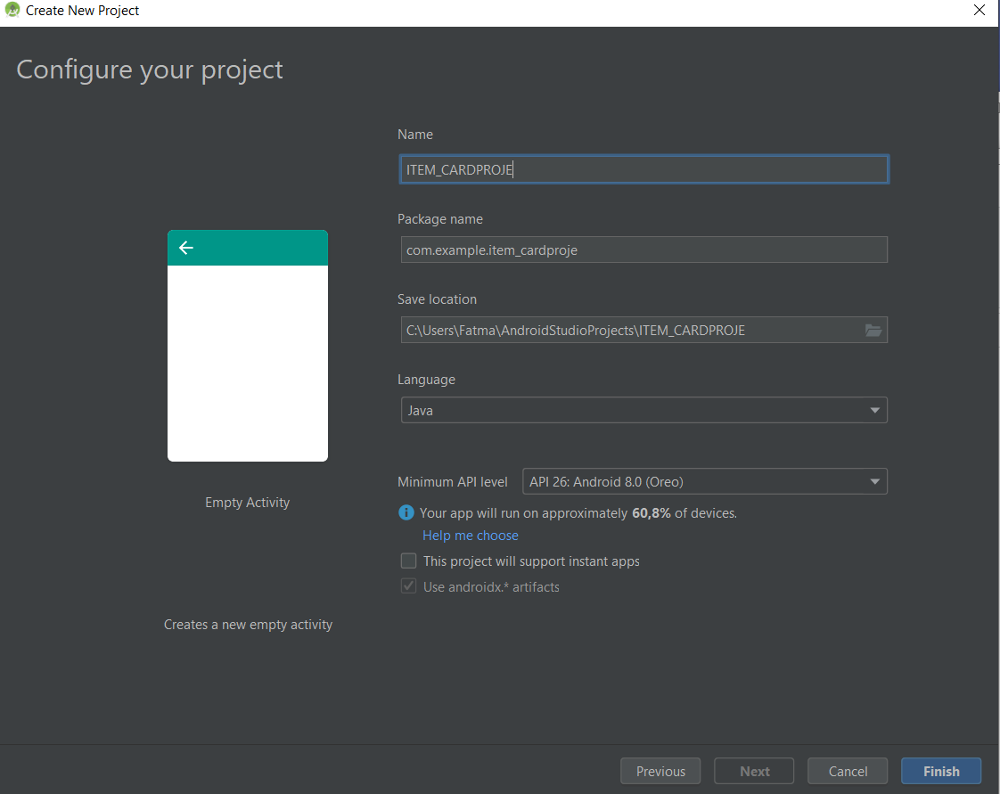 Create New Project
Configure your project
Name
ITEM_CARDPROJE
Package name
com.example.item_cardproje
Save location
C:\Users\Fatma\AndroidStudioProjects\ITEM_CARDPROJE
Language
Java
Minimum API level API 26: Android 8.0 (Oreo)
Empty Activity
Your app will run on approximately 60,8% of devices.
Help me choose
This project will support instant apps
Use androidx.* artifacts
Creates a new empty activity
Previous Next Cancel Finish